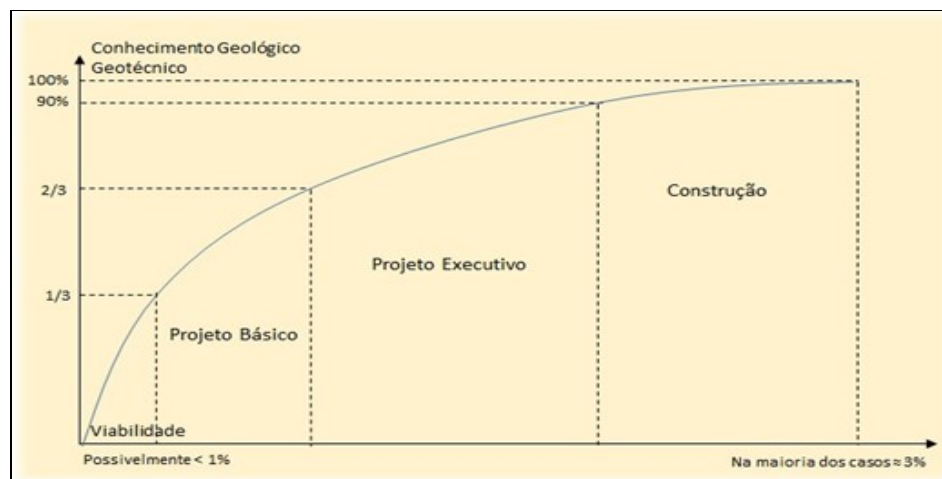 Conhecimento Geológico
Geotécnico
100%
90%
2/3
Construção
Projeto Executivo
1/3
Projeto Básico
Viabilidade
Possivelmente < 1%
Na maioria dos casos ≈ 3%